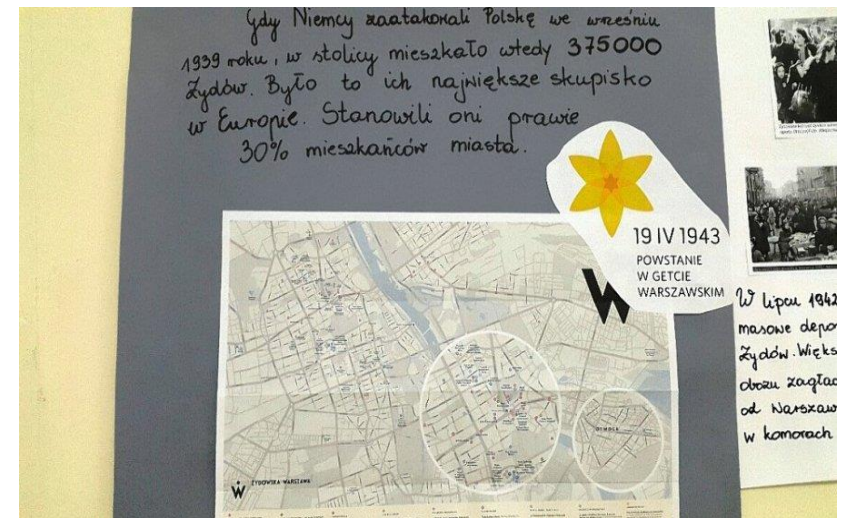 Gdy Niemcy zaatakowali Polskę we wrześniu
1939 roku, w stolicy mieszkało wtedy 375000
Żydów. Było to ich największe skupisko
w Europie. Stanowili oni prawie
30% mieszkańców miasta.
19 IV 1943
POWSTANIE
W GETCIE
WARSZAWSKIM
W
ŻYDOWSKA WARSZAWA
W lipcu 1942
masowe depo
Żydów. Więks
obozu zagład
od Warszaw
w komorach